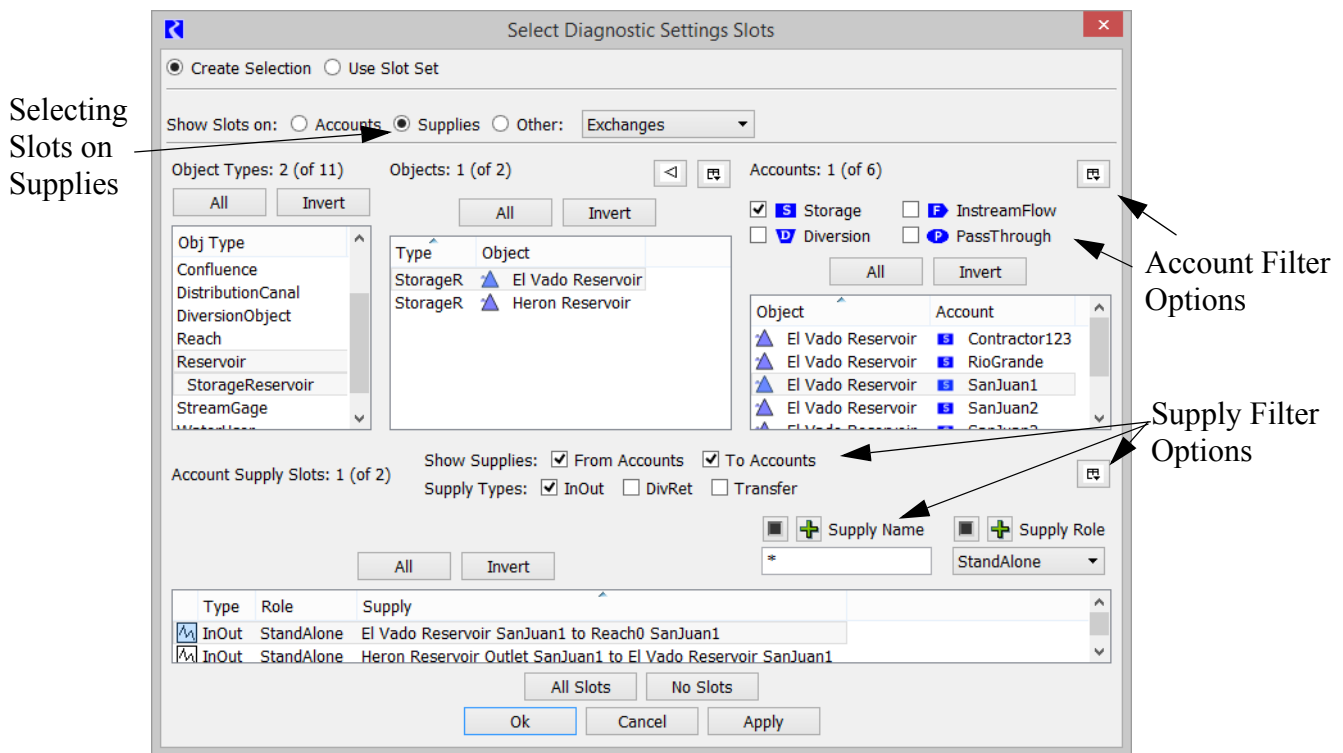 Select Diagnostic Settings Slots
Create Selection Use Slot Set
Selecting
Slots on
Supplies
Show Slots on: Accounts Supplies Other: Exchanges
Object Types: 2 (of 11) Objects: 1 (of 2) Accounts: 1 (of 6)
All Invert
All Invert
S Storage F InstreamFlow
D Diversion P PassThrough
All Invert
Account Filter
Options
Obj Type
Confluence
DistributionCanal
DiversionObject
Reach
Reservoir
StorageReservoir
StreamGage
WaterUser
Type Object
StorageR El Vado Reservoir
StorageR Heron Reservoir
Object Account
El Vado Reservoir S Contractor123
El Vado Reservoir S RioGrande
El Vado Reservoir S SanJuan1
El Vado Reservoir S SanJuan2
El Vado Reservoir S SanJuan3
Supply Filter
Options
Account Supply Slots: 1 (of 2)
Show Supplies: From Accounts To Accounts
Supply Types: InOut DivRet Transfer
Supply Name Supply Role
* StandAlone
All Invert
Type Role Supply
InOut StandAlone El Vado Reservoir SanJuan1 to Reach0 SanJuan1
InOut StandAlone Heron Reservoir Outlet SanJuan1 to El Vado Reservoir SanJuan1
All Slots No Slots
Ok Cancel Apply